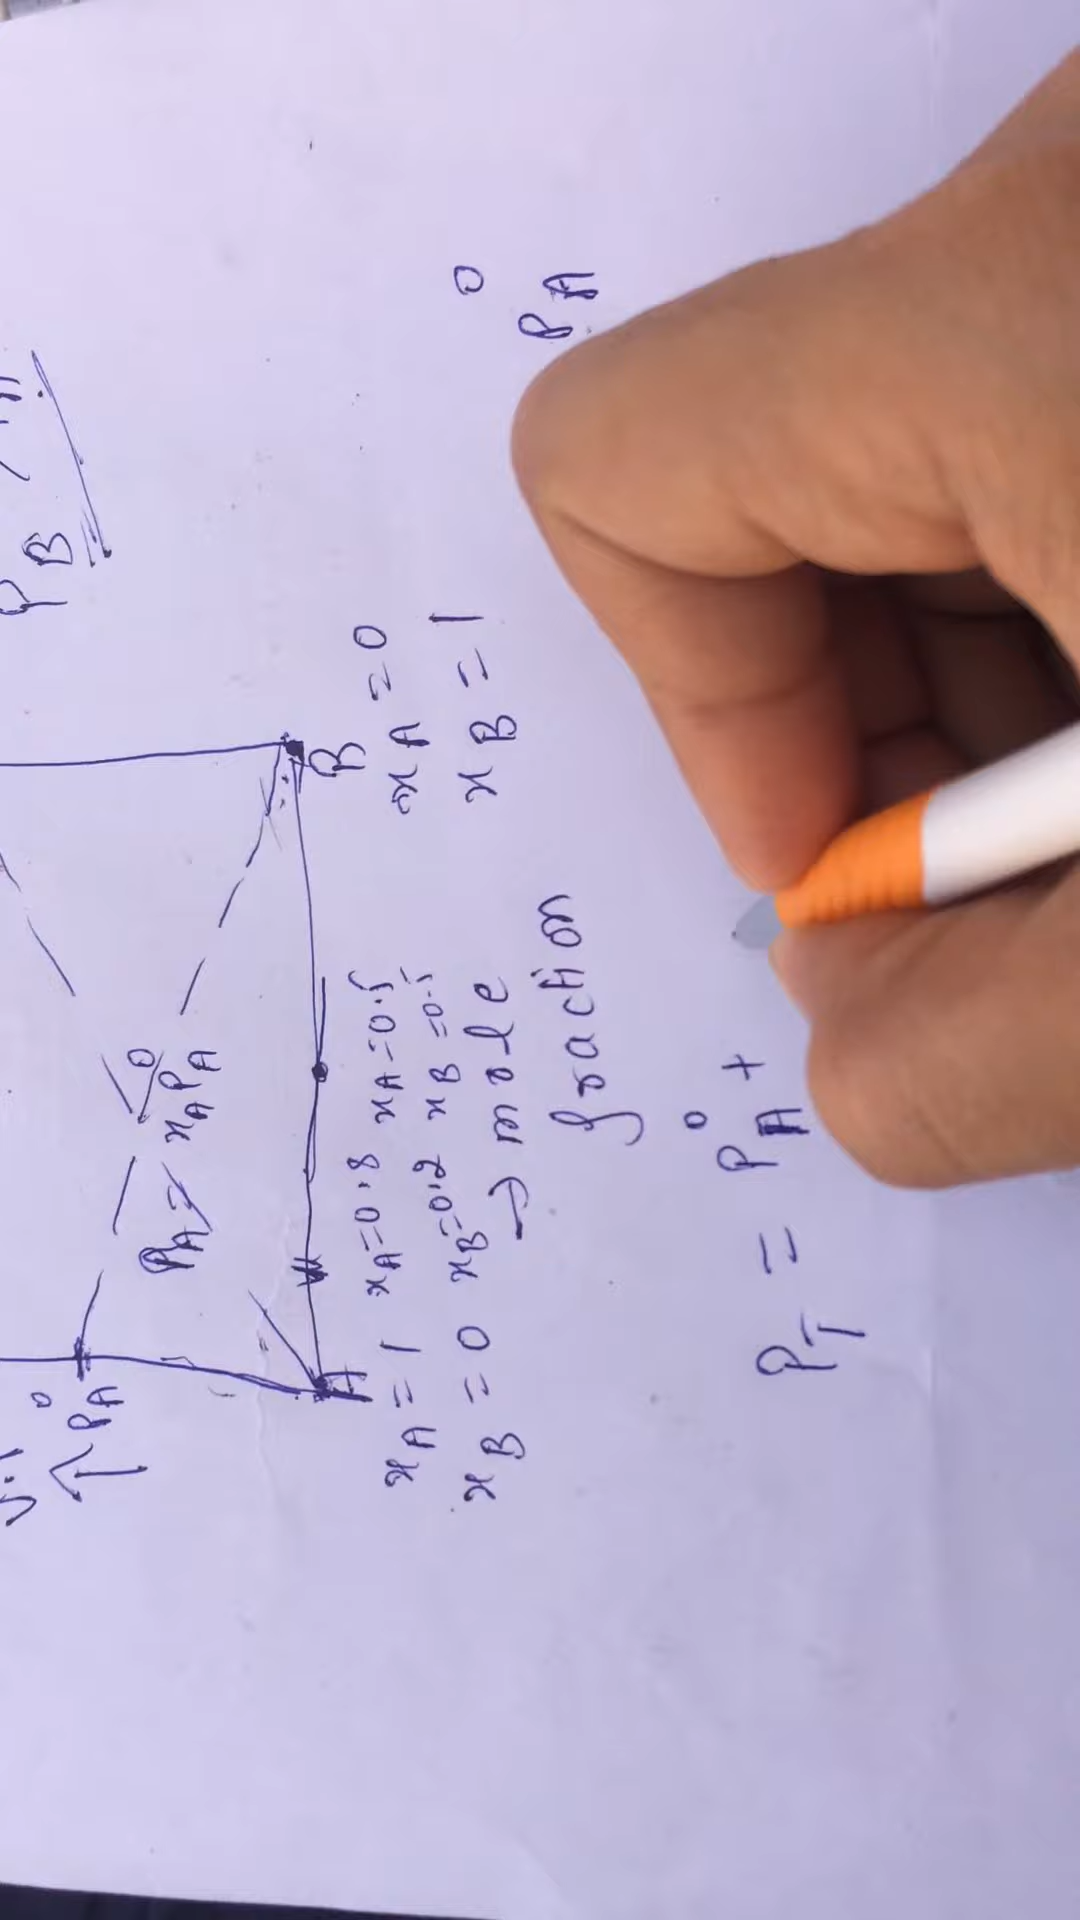 P B
↑ P°A
PA = xA P°A
A
B
xA = 1 xA = 0.8 xA = 0.5 xA = 0
xB = 0 xB = 0.2 xB = 0.5 xB = 1
→ mole
fraction
P°A
PT = P°A +